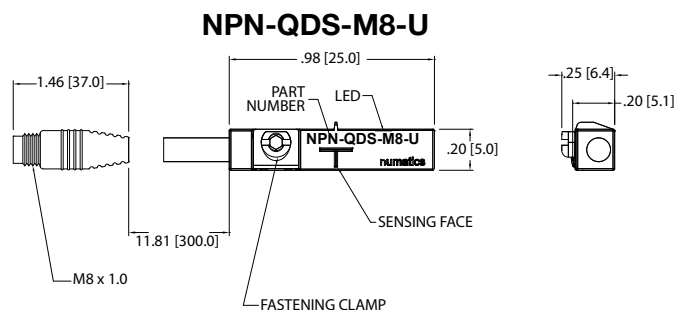 NPN-QDS-M8-U
.98 [25.0]
1.46 [37.0]
.25 [6.4]
PART
NUMBER
LED
.20 [5.1]
NPN-QDS-M8-U
numatics
.20 [5.0]
SENSING FACE
11.81 [300.0]
M8 x 1.0
FASTENING CLAMP